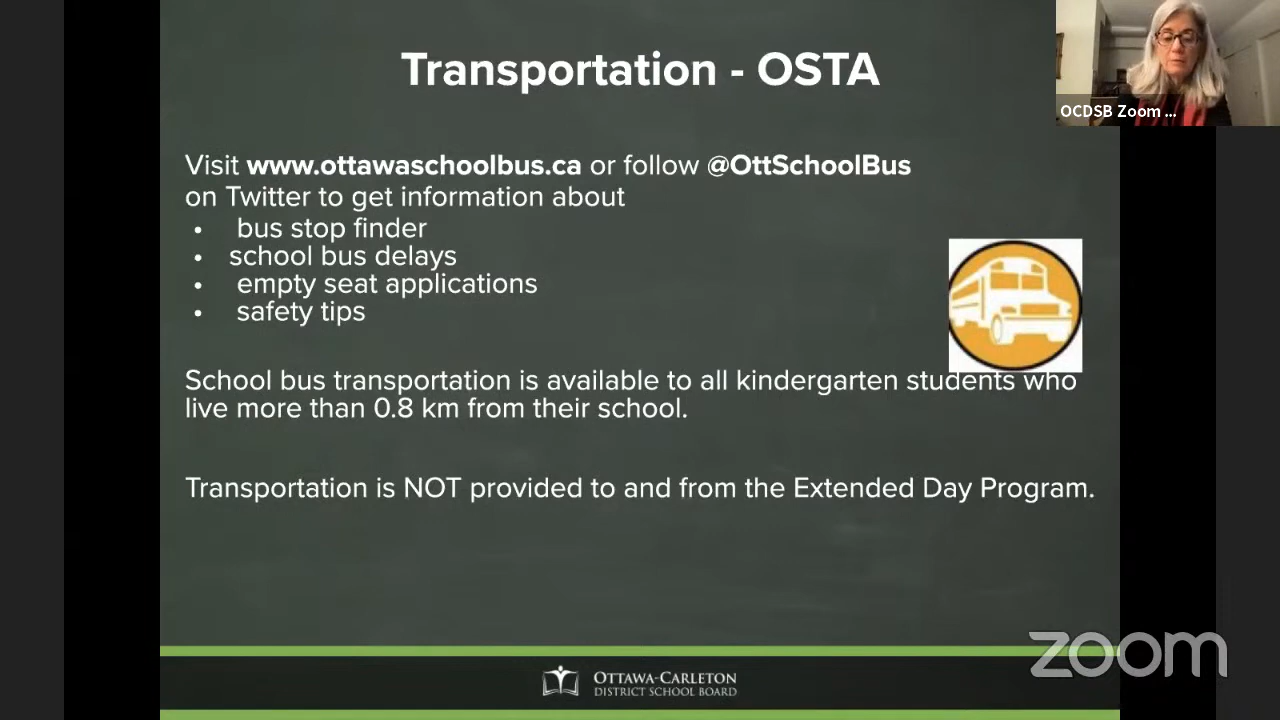 Transportation - OSTA
OCDSB Zoom ...
Visit www.ottawaschoolbus.ca or follow @OttSchoolBus
on Twitter to get information about
• bus stop finder
• school bus delays
• empty seat applications
• safety tips
School bus transportation is available to all kindergarten students who
live more than 0.8 km from their school.
Transportation is NOT provided to and from the Extended Day Program.
zoom
OTTAWA-CARLETON
DISTRICT SCHOOL BOARD